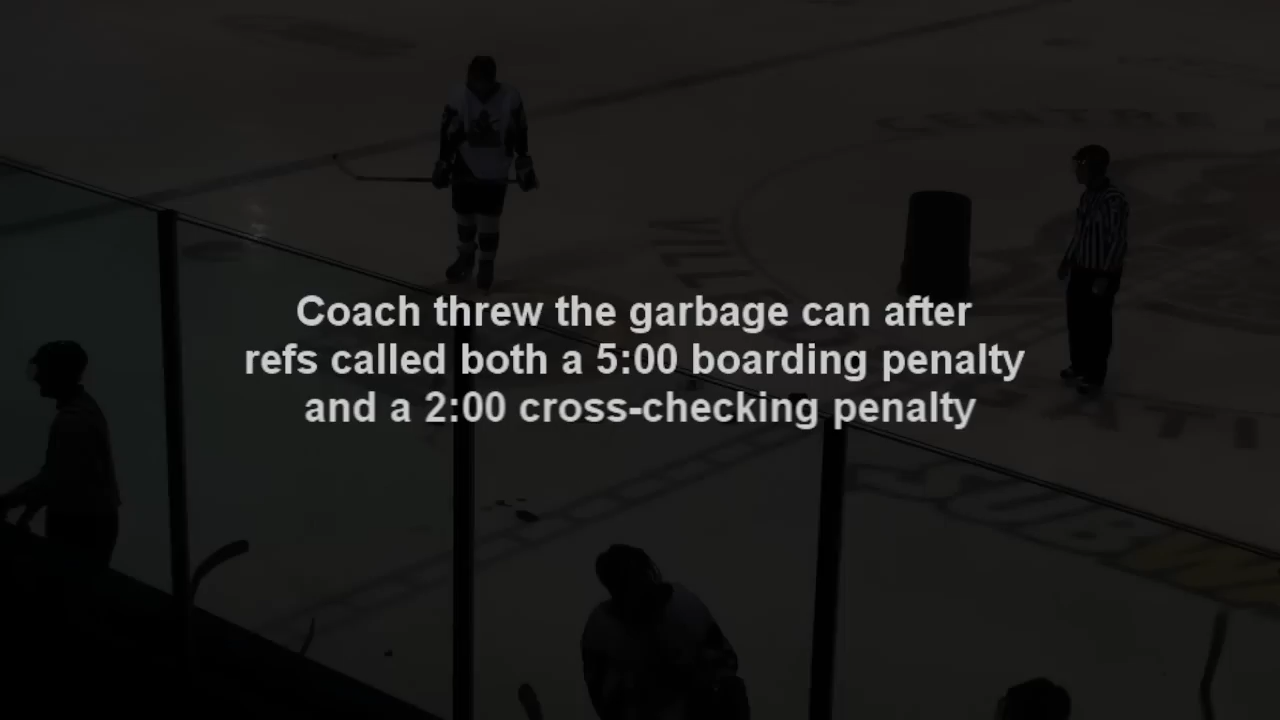 CENTRE
Coach threw the garbage can after
refs called both a 5:00 boarding penalty
and a 2:00 cross-checking penalty